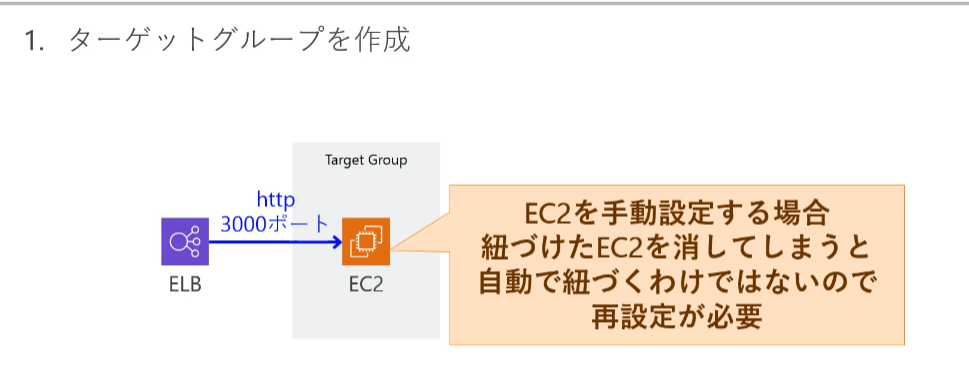 1. ターゲットグループを作成
Target Group
http
3000ポート
ELB
EC2
EC2を手動設定する場合
紐づけたEC2を消してしまうと
自動で紐づくわけではないので
再設定が必要